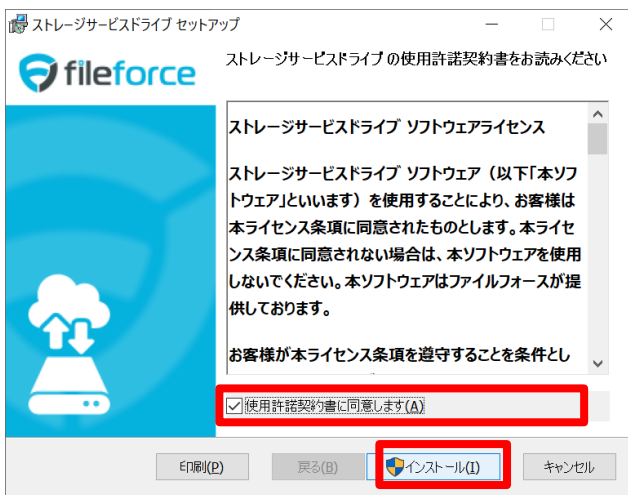 ストレージサービスドライブ セットアップ
fileforce
ストレージサービスドライブ の使用許諾契約書をお読みください
ストレージサービスドライブ ソフトウェアライセンス
ストレージサービスドライブ ソフトウェア（以下「本ソフ
トウェア」といいます）を使用することにより、お客様は
本ライセンス条項に同意されたものとします。本ライセ
ンス条項に同意されない場合は、本ソフトウェアを使用
しないでください。本ソフトウェアはファイルフォースが提
供しております。
お客様が本ライセンス条項を遵守することを条件とし
使用許諾契約書に同意します(A)
印刷(P)
戻る(B)
インストール(I)
キャンセル